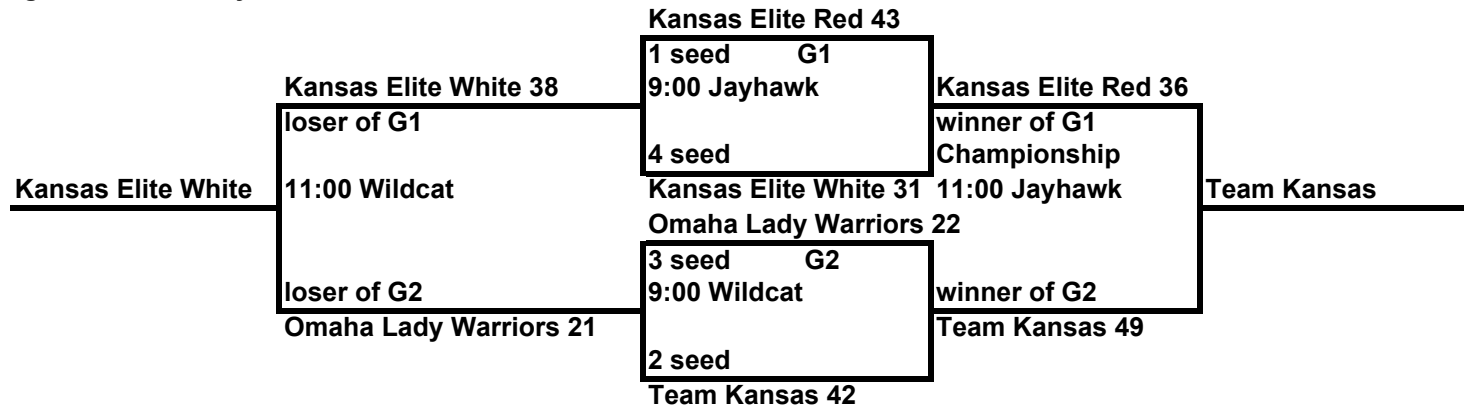 Kansas Elite Red 43
1 seed G1
Kansas Elite White 38 9:00 Jayhawk Kansas Elite Red 36
loser of G1 winner of G1
4 seed Championship
Kansas Elite White 11:00 Wildcat Kansas Elite White 31 11:00 Jayhawk Team Kansas
Omaha Lady Warriors 22
3 seed G2
loser of G2 9:00 Wildcat winner of G2
Omaha Lady Warriors 21 Team Kansas 49
2 seed
Team Kansas 42